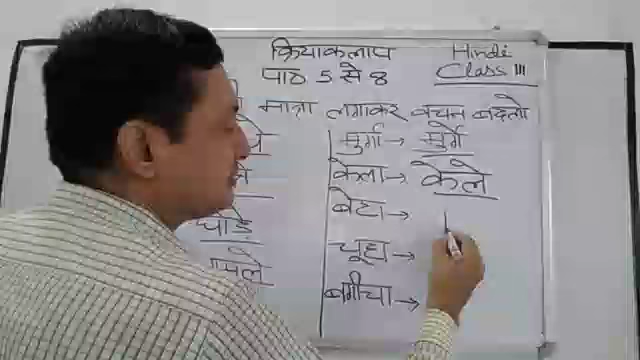 क्रियाकलाप
पाठ 5 से 8
Hindi
Class III
मात्रा लगाकर वचन बदलो
मुर्गा → मुर्गे
केला → केले
बेटा →
चूहा →
बगीचा →
घोड़े